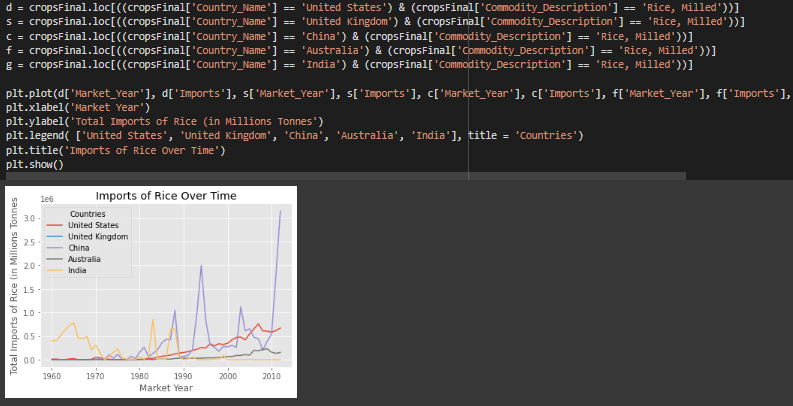 d = cropsFinal.loc[((cropsFinal['Country_Name'] == 'United States') & (cropsFinal['Commodity_Description'] == 'Rice, Milled'))]
s = cropsFinal.loc[((cropsFinal['Country_Name'] == 'United Kingdom') & (cropsFinal['Commodity_Description'] == 'Rice, Milled'))]
c = cropsFinal.loc[((cropsFinal['Country_Name'] == 'China') & (cropsFinal['Commodity_Description'] == 'Rice, Milled'))]
f = cropsFinal.loc[((cropsFinal['Country_Name'] == 'Australia') & (cropsFinal['Commodity_Description'] == 'Rice, Milled'))]
g = cropsFinal.loc[((cropsFinal['Country_Name'] == 'India') & (cropsFinal['Commodity_Description'] == 'Rice, Milled'))]
plt.plot(d['Market_Year'], d['Imports'], s['Market_Year'], s['Imports'], c['Market_Year'], c['Imports'], f['Market_Year'], f['Imports'],
plt.xlabel('Market Year')
plt.ylabel('Total Imports of Rice (in Millions Tonnes')
plt.legend( ['United States', 'United Kingdom', 'China', 'Australia', 'India'], title = 'Countries')
plt.title('Imports of Rice Over Time')
plt.show()
Imports of Rice Over Time
1e6
Countries
United States
United Kingdom
China
Australia
India
Total Imports of Rice (in Millions Tonnes
3.0
2.5
2.0
1.5
1.0
0.5
0.0
1960 1970 1980 1990 2000 2010
Market Year